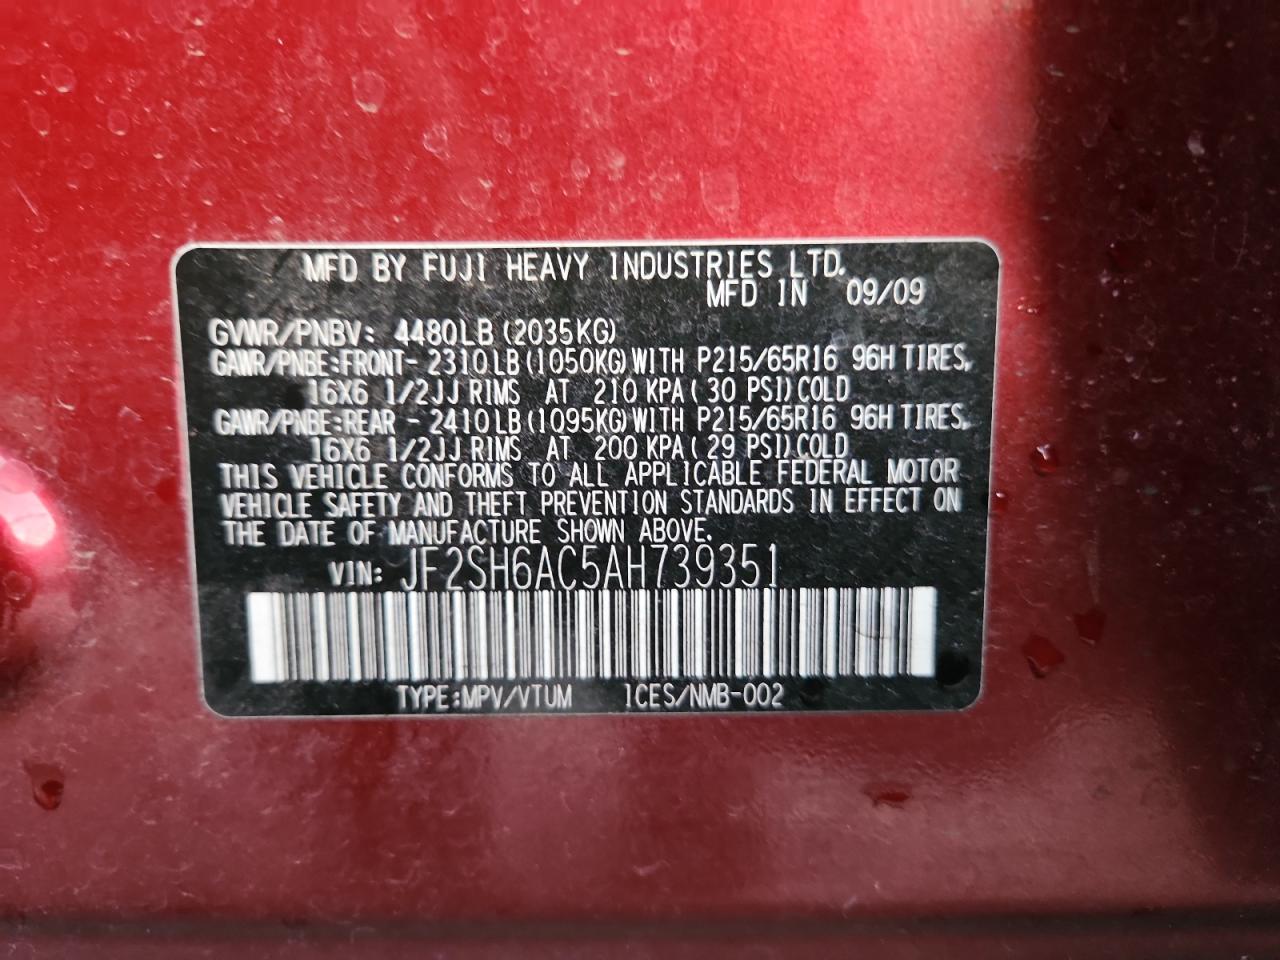 MFD BY FUJI HEAVY INDUSTRIES LTD.
MFD IN 09/09
GVWR/PNBV: 4480LB (2035KG)
GAWR/PNBE:FRONT- 2310LB (1050KG) WITH P215/65R16 96H TIRES,
16X6 1/2JJ RIMS AT 210 KPA ( 30 PSI) COLD
GAWR/PNBE:REAR - 2410LB (1095KG) WITH P215/65R16 96H TIRES,
16X6 1/2JJ RIMS AT 200 KPA ( 29 PSI) COLD
THIS VEHICLE CONFORMS TO ALL APPLICABLE FEDERAL MOTOR
VEHICLE SAFETY AND THEFT PREVENTION STANDARDS IN EFFECT ON
THE DATE OF MANUFACTURE SHOWN ABOVE.
VIN: JF2SH6AC5AH739351
TYPE:MPV/VTUM ICES/NMB-002